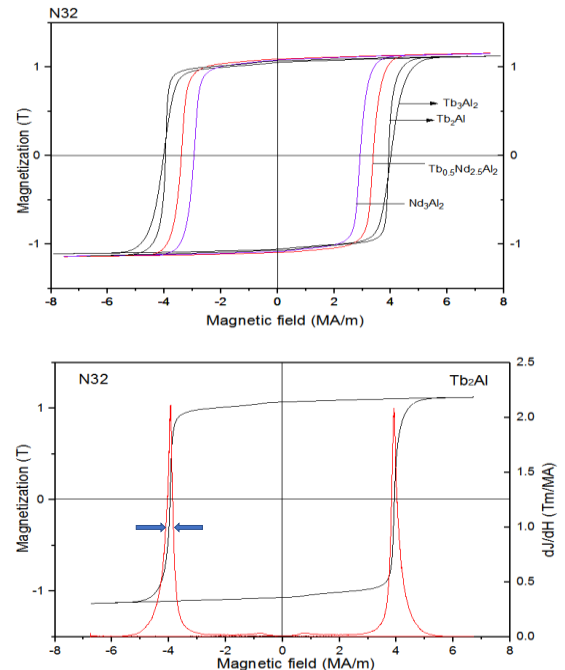 N32
Magnetization (T)
1
0
-1
1
0
-1
Tb₃Al₂
Tb₂Al
Tb₀.₅Nd₂.₅Al₂
Nd₃Al₂
-8 -6 -4 -2 0 2 4 6 8
Magnetic field (MA/m)
N32
Tb₂Al
Magnetization (T)
1
0
-1
2.5
2.0
1.5
1.0
0.5
0.0
dJ/dH (Tm/MA)
-8 -6 -4 -2 0 2 4 6 8
Magnetic field (MA/m)